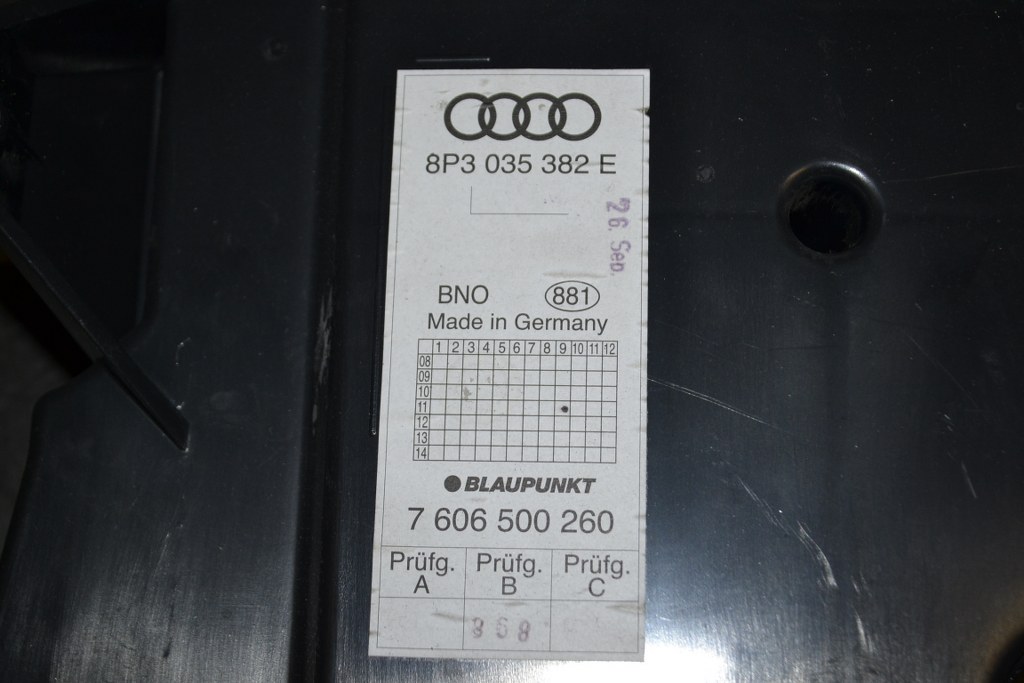 8P3 035 382 E
26. Sep.
BNO 881
Made in Germany
1 2 3 4 5 6 7 8 9 10 11 12
08
09
10
11
12
13
14
BLAUPUNKT
7 606 500 260
Prüfg. A Prüfg. B Prüfg. C
868